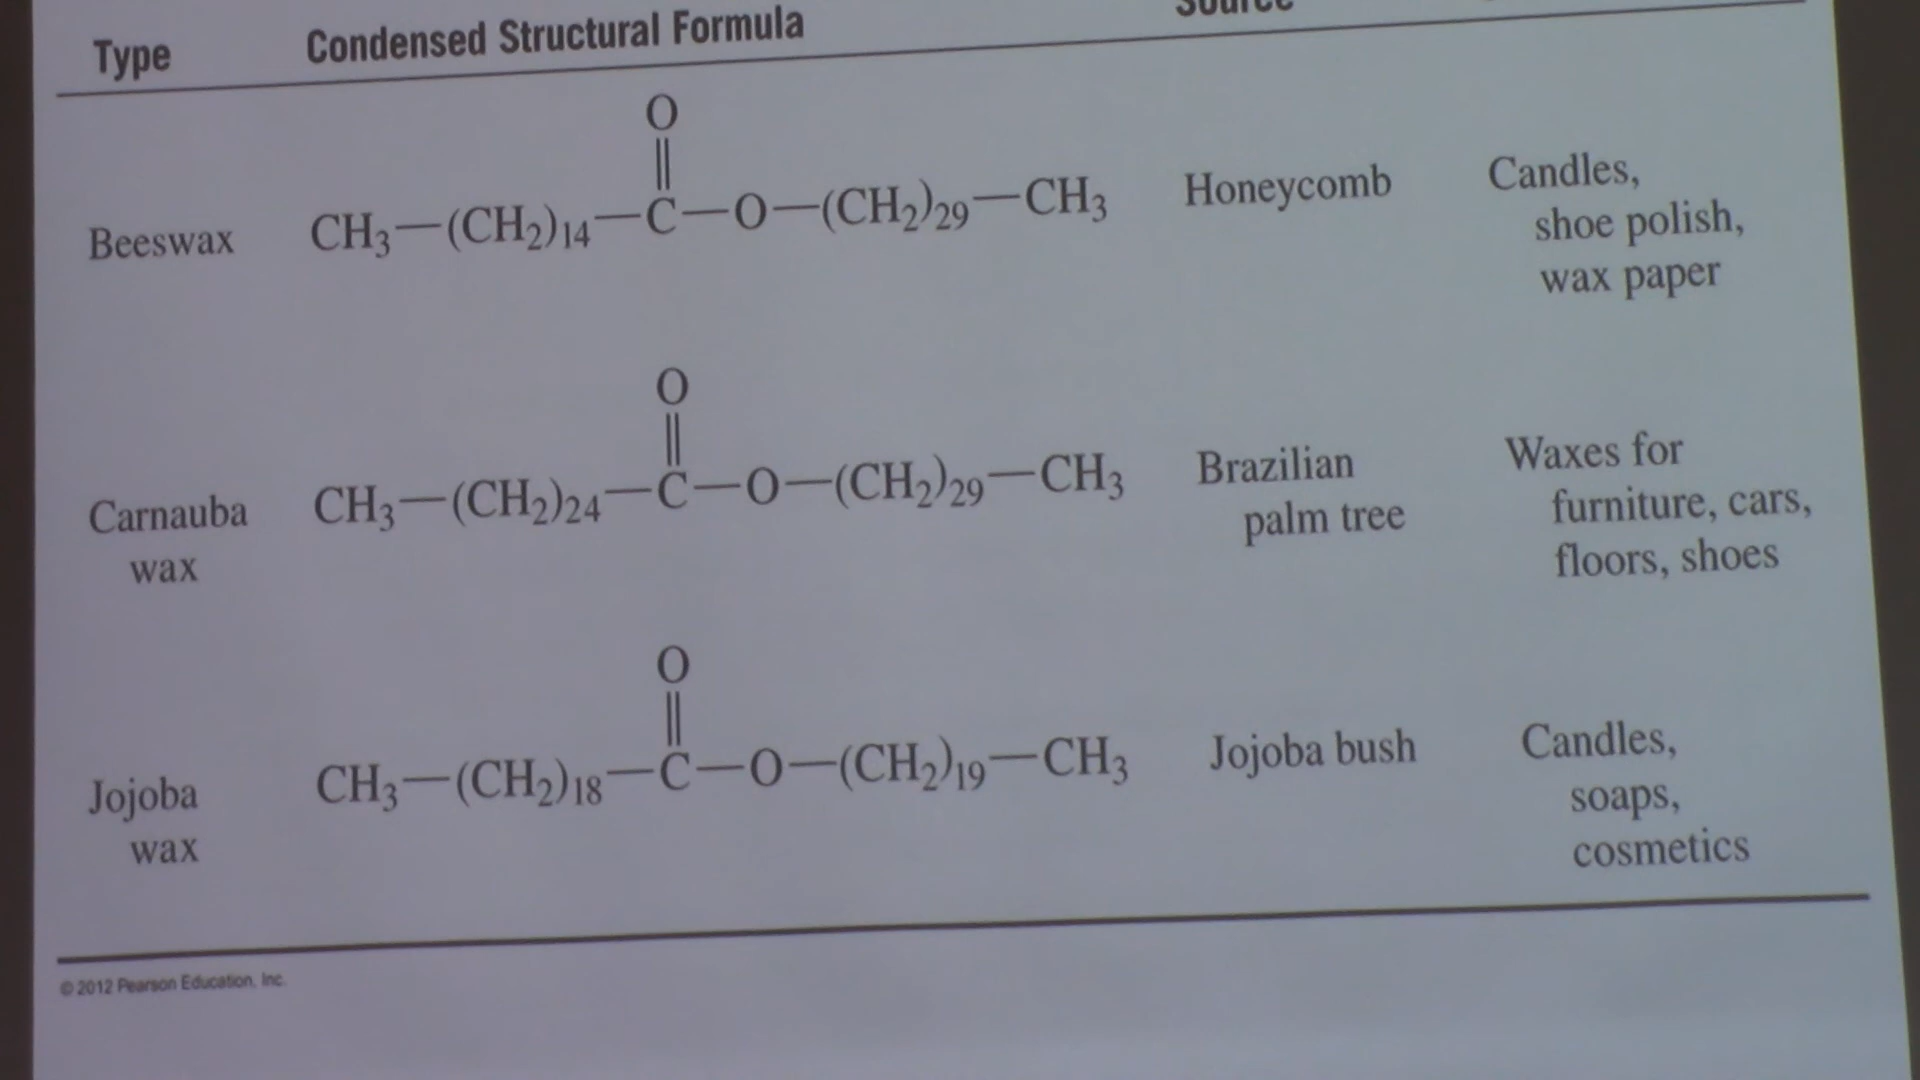 Type Condensed Structural Formula Source
O
||
Beeswax CH₃—(CH₂)₁₄—C—O—(CH₂)₂₉—CH₃ Honeycomb Candles,
shoe polish,
wax paper
O
||
Carnauba CH₃—(CH₂)₂₄—C—O—(CH₂)₂₉—CH₃ Brazilian Waxes for
wax palm tree furniture, cars,
floors, shoes
O
||
Jojoba CH₃—(CH₂)₁₈—C—O—(CH₂)₁₉—CH₃ Jojoba bush Candles,
wax soaps,
cosmetics
© 2012 Pearson Education, Inc.